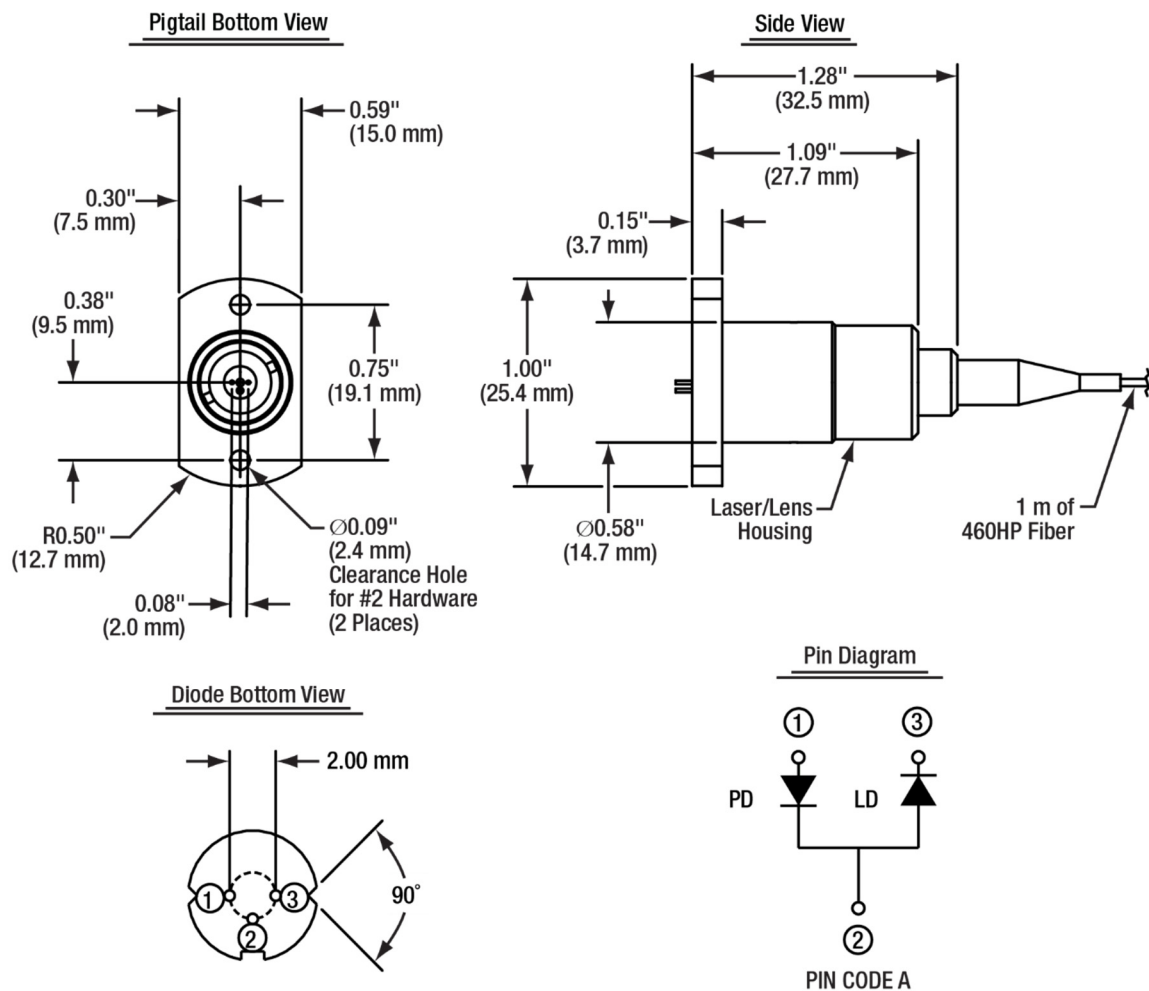 Pigtail Bottom View
0.59"
(15.0 mm)
0.30"
(7.5 mm)
0.38"
(9.5 mm)
0.75"
(19.1 mm)
R0.50"
(12.7 mm)
Ø0.09"
(2.4 mm)
Clearance Hole
for #2 Hardware
(2 Places)
0.08"
(2.0 mm)
Side View
1.28"
(32.5 mm)
1.09"
(27.7 mm)
0.15"
(3.7 mm)
1.00"
(25.4 mm)
Ø0.58"
(14.7 mm)
Laser/Lens
Housing
1 m of
460HP Fiber
Diode Bottom View
2.00 mm
1
3
2
90°
Pin Diagram
1
3
PD
LD
2
PIN CODE A